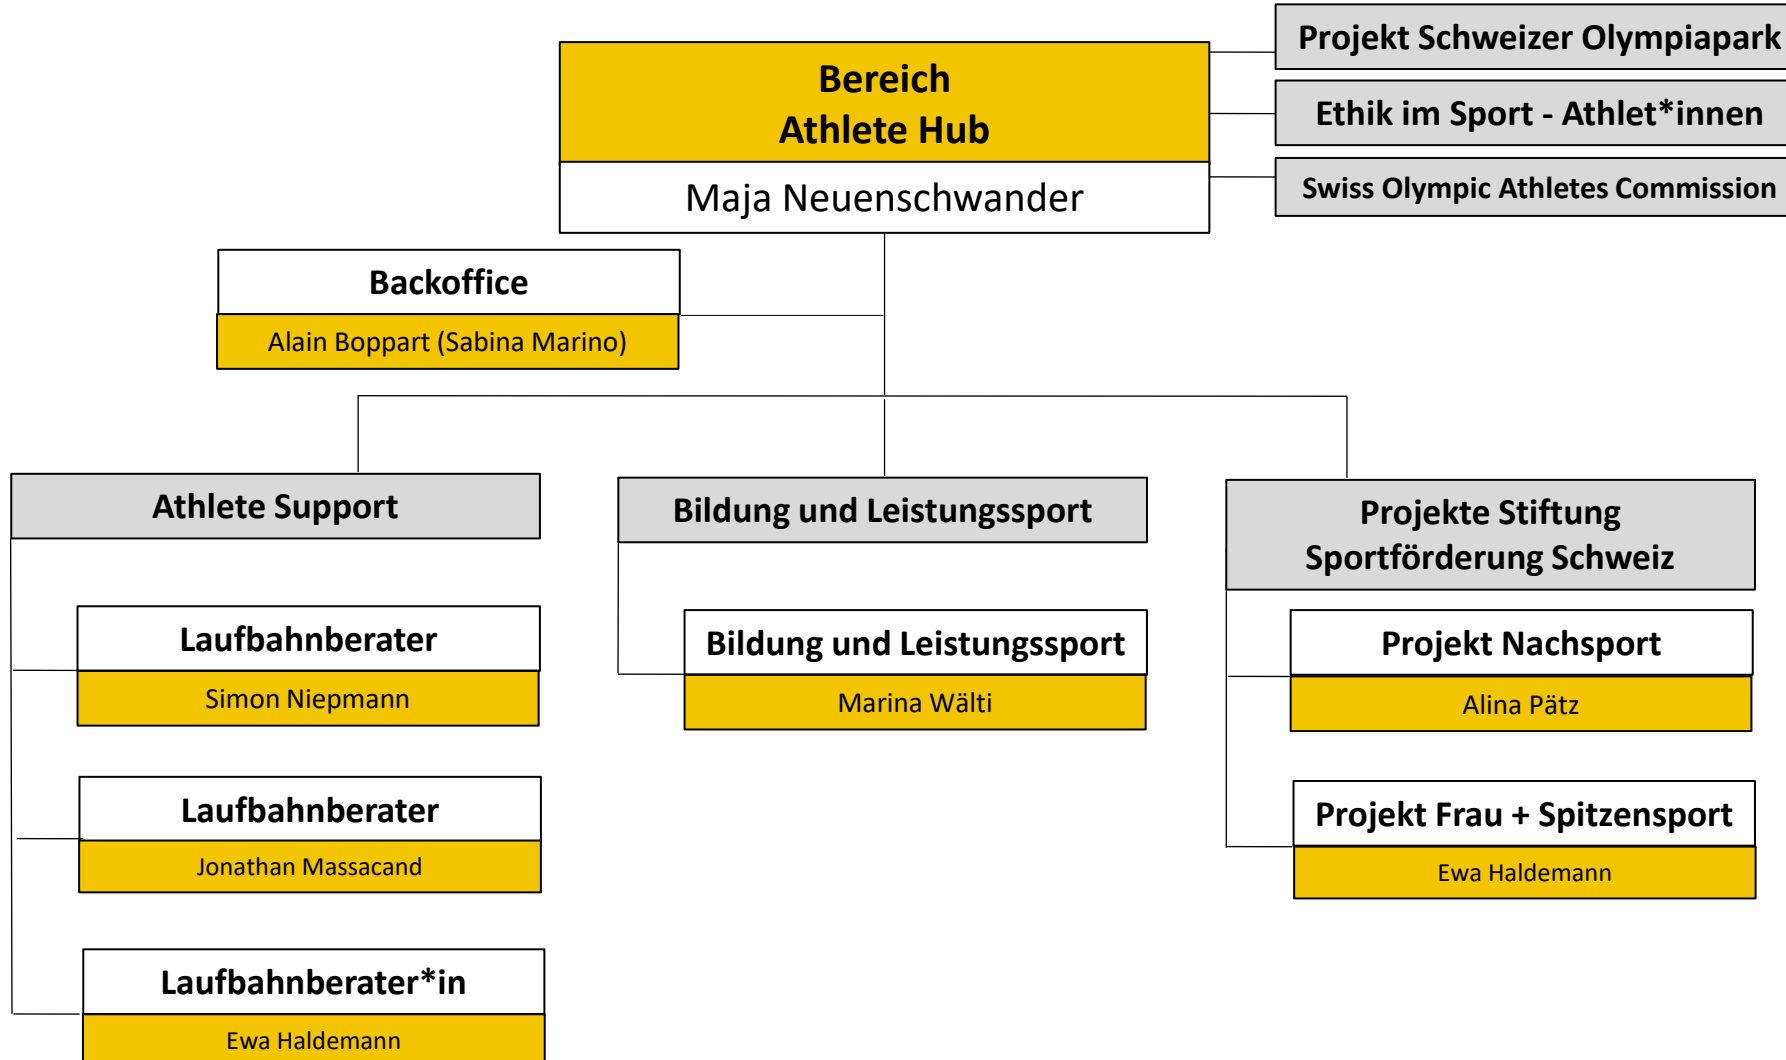 Projekt Schweizer Olympiapark
Bereich
Athlete Hub
Ethik im Sport - Athlet*innen
Maja Neuenschwander
Swiss Olympic Athletes Commission
Backoffice
Alain Boppart (Sabina Marino)
Athlete Support
Laufbahnberater
Simon Niepmann
Laufbahnberater
Jonathan Massacand
Laufbahnberater*in
Ewa Haldemann
Bildung und Leistungssport
Bildung und Leistungssport
Marina Wälti
Projekte Stiftung
Sportförderung Schweiz
Projekt Nachsport
Alina Pätz
Projekt Frau + Spitzensport
Ewa Haldemann